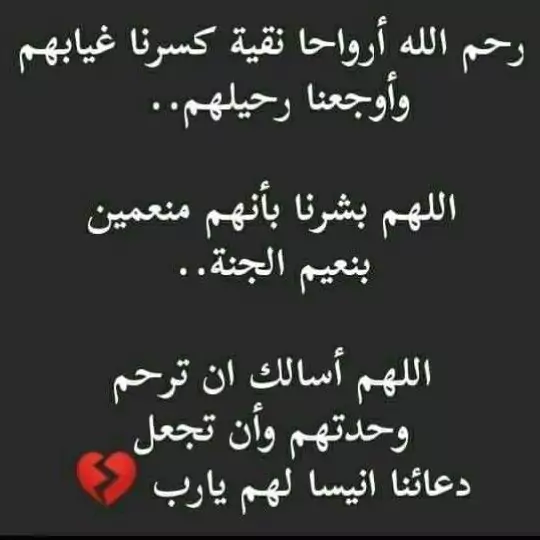 رحم الله أرواحا نقية كسرنا غيابهم
وأوجعنا رحيلهم..
اللهم بشرنا بأنهم منعمين
بنعيم الجنة..
اللهم أسالك ان ترحم
وحدتهم وأن تجعل
دعائنا انيسا لهم يارب 💔